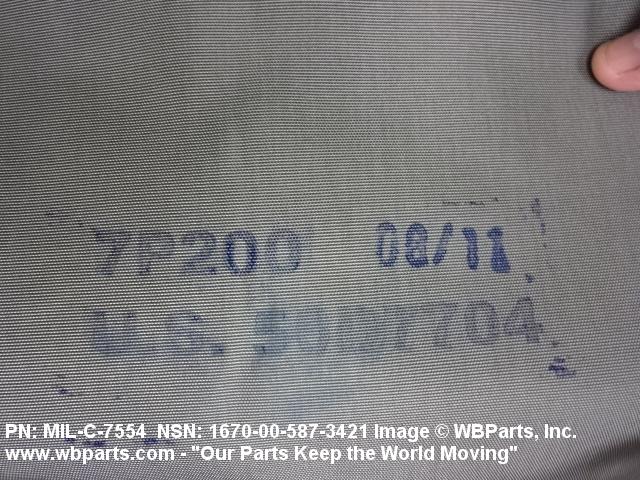 7P200 08/11
U.S. 7704
PN: MIL-C-7554 NSN: 1670-00-587-3421 Image © WBParts, Inc.
www.wbparts.com - "Our Parts Keep the World Moving"